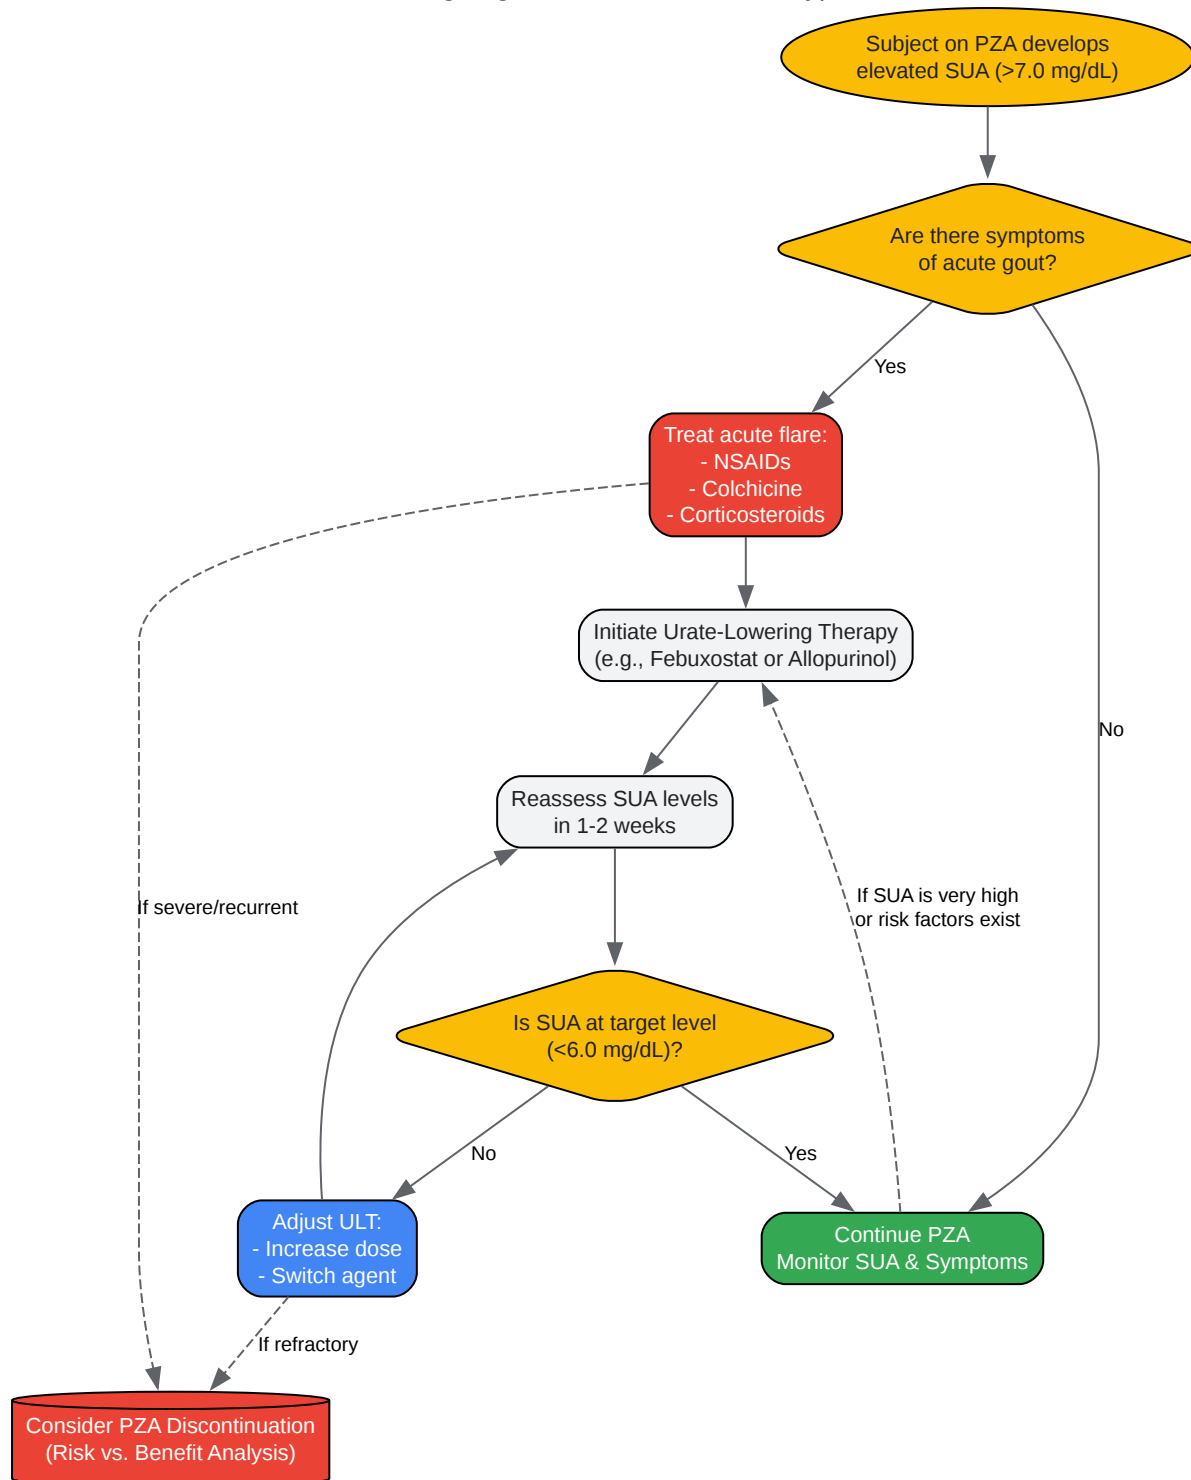 Subject on PZA develops
elevated SUA (>7.0 mg/dL)
Are there symptoms
of acute gout?
Yes
Treat acute flare:
- NSAIDs
- Colchicine
- Corticosteroids
Initiate Urate-Lowering Therapy
(e.g., Febuxostat or Allopurinol)
No
Reassess SUA levels
in 1-2 weeks
If severe/recurrent
If SUA is very high
or risk factors exist
Is SUA at target level
(<6.0 mg/dL)?
No
Yes
Adjust ULT:
- Increase dose
- Switch agent
Continue PZA
Monitor SUA & Symptoms
If refractory
Consider PZA Discontinuation
(Risk vs. Benefit Analysis)